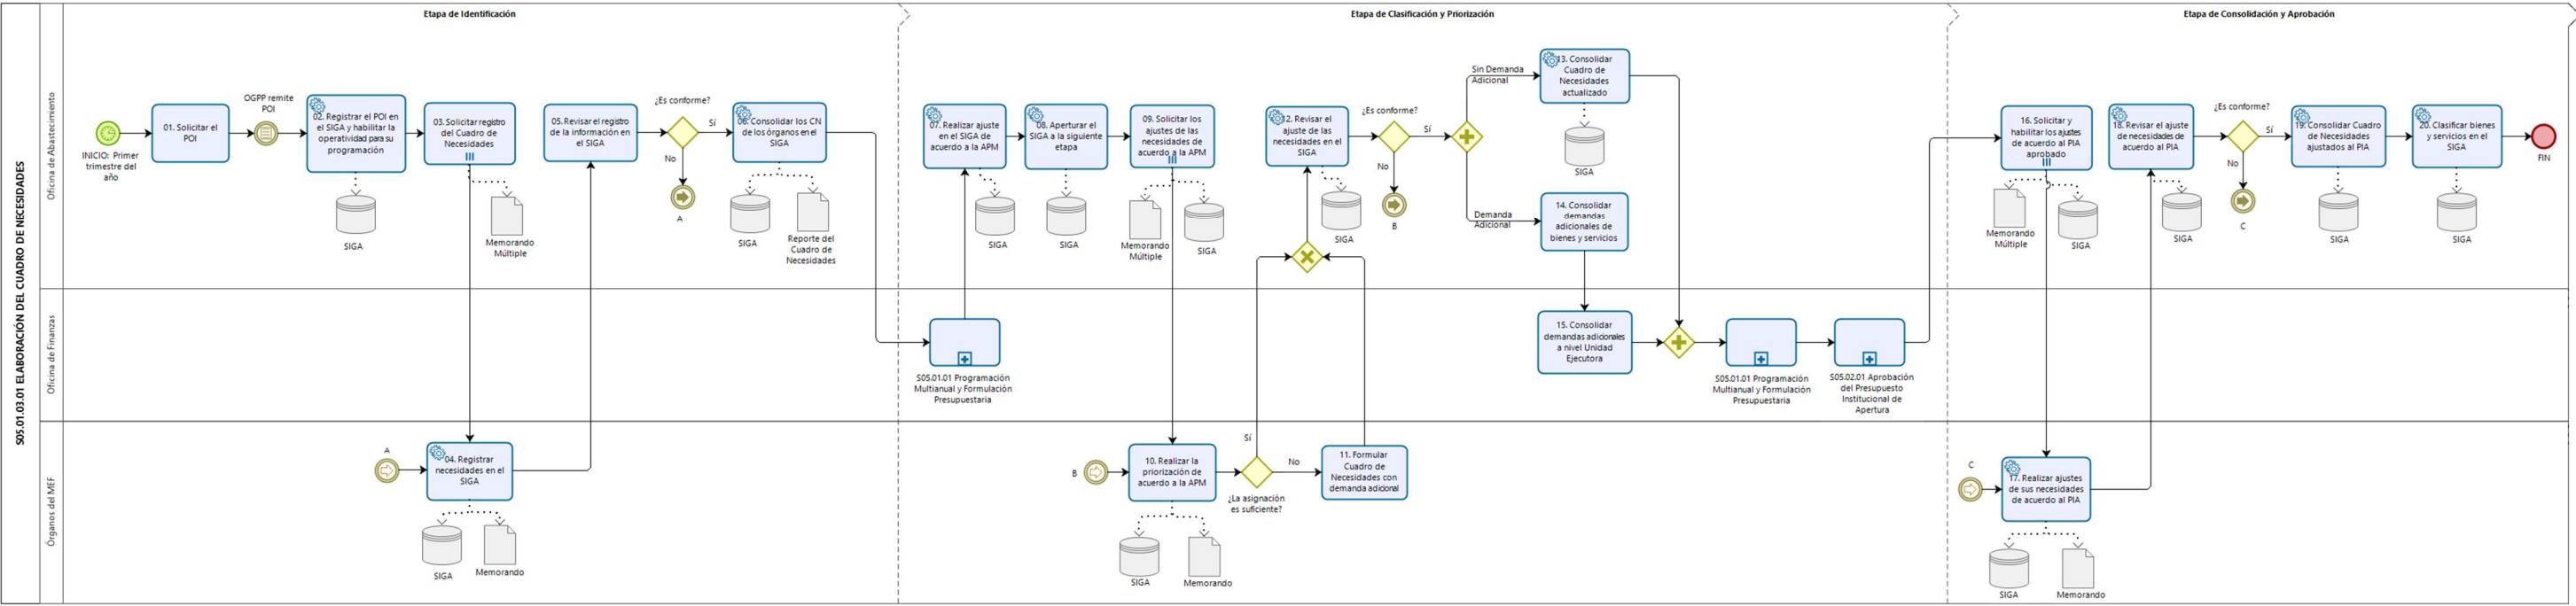 S05.01.03.01 ELABORACIÓN DEL CUADRO DE NECESIDADES
Etapa de Identificación
Etapa de Clasificación y Priorización
Etapa de Consolidación y Aprobación
Oficina de Abastecimiento
INICIO: Primer
trimestre del
año
01. Solicitar el
POI
OGPP remite
POI
02. Registrar el POI en
el SIGA y habilitar la
operatividad para su
programación
SIGA
03. Solicitar registro
del Cuadro de
Necesidades
Memorando
Múltiple
05. Revisar el registro
de la información en
el SIGA
¿Es conforme?
Sí
No
A
06. Consolidar los CN
de los órganos en el
SIGA
SIGA
Reporte del
Cuadro de
Necesidades
07. Realizar ajuste
en el SIGA de
acuerdo a la APM
SIGA
08. Aperturar el
SIGA a la siguiente
etapa
SIGA
09. Solicitar los
ajustes de las
necesidades de
acuerdo a la APM
Memorando
Múltiple
SIGA
12. Revisar el
ajuste de las
necesidades en el
SIGA
SIGA
¿Es conforme?
Sí
No
B
Sin Demanda
Adicional
Demanda
Adicional
13. Consolidar
Cuadro de
Necesidades
actualizado
SIGA
14. Consolidar
demandas
adicionales de
bienes y servicios
16. Solicitar y
habilitar los ajustes
de acuerdo al PIA
aprobado
Memorando
Múltiple
SIGA
18. Revisar el ajuste
de necesidades de
acuerdo al PIA
SIGA
¿Es conforme?
Sí
No
C
19. Consolidar Cuadro
de Necesidades
ajustados al PIA
SIGA
20. Clasificar bienes
y servicios en el
SIGA
SIGA
FIN
Oficina de Finanzas
S05.01.01 Programación
Multianual y Formulación
Presupuestaria
15. Consolidar
demandas adicionales
a nivel Unidad
Ejecutora
S05.01.01 Programación
Multianual y Formulación
Presupuestaria
S05.02.01 Aprobación
del Presupuesto
Institucional de
Apertura
Órganos del MEF
A
04. Registrar
necesidades en el
SIGA
SIGA
Memorando
B
10. Realizar la
priorización de
acuerdo a la APM
SIGA
Memorando
Sí
No
¿La asignación
es suficiente?
11. Formular
Cuadro de
Necesidades con
demanda adicional
C
17. Realizar ajustes
de sus necesidades
de acuerdo al PIA
SIGA
Memorando